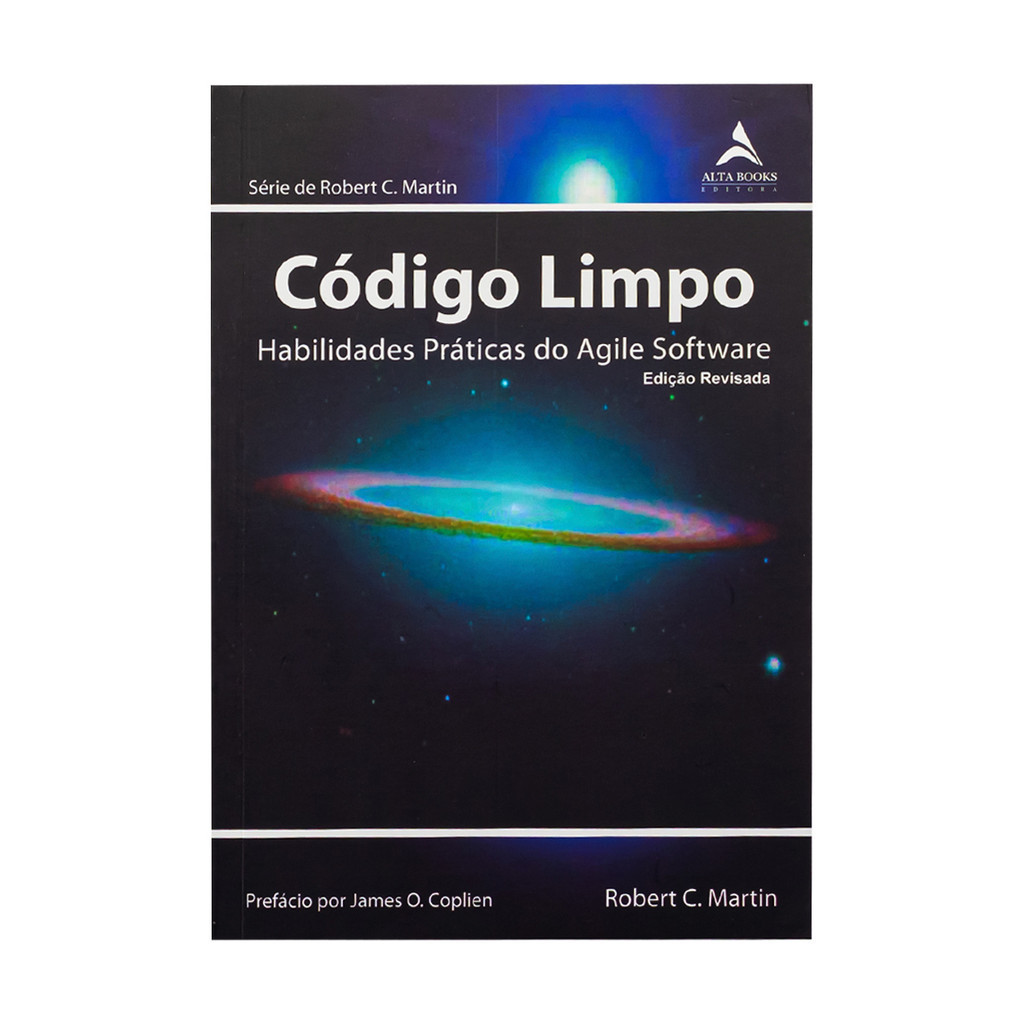 Série de Robert C. Martin
ALTA BOOKS
EDITORA
Código Limpo
Habilidades Práticas do Agile Software
Edição Revisada
Prefácio por James O. Coplien
Robert C. Martin